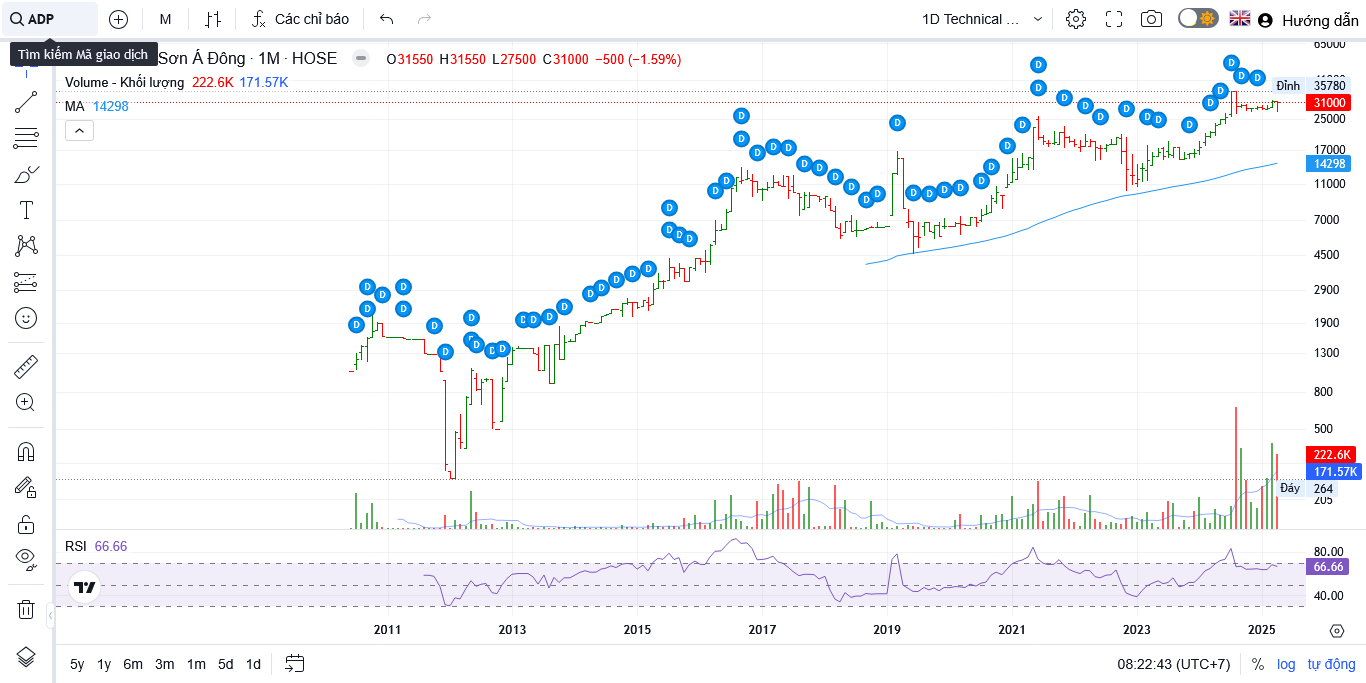 ADP
M
Các chỉ báo
1D Technical ...
Hướng dẫn
Tìm kiếm Mã giao dịch
Sơn Á Đông · 1M · HOSE
O31550 H31550 L27500 C31000 −500 (−1.59%)
Volume - Khối lượng 222.6K 171.57K
MA 14298
65000
Đỉnh 35780
31000
25000
17000
14298
11000
7000
4500
2900
1900
1300
800
500
222.6K
171.57K
Đáy 264
205
D D D D D D D D D D D D D D D D D D D D D D D D D D D D D D D D D D D D D D D D D D D D D D D D D D D D D D D D D D D D D D D D D D D D
RSI 66.66
80.00
66.66
40.00
2011 2013 2015 2017 2019 2021 2023 2025
5y 1y 6m 3m 1m 5d 1d
08:22:43 (UTC+7)
% log tự động